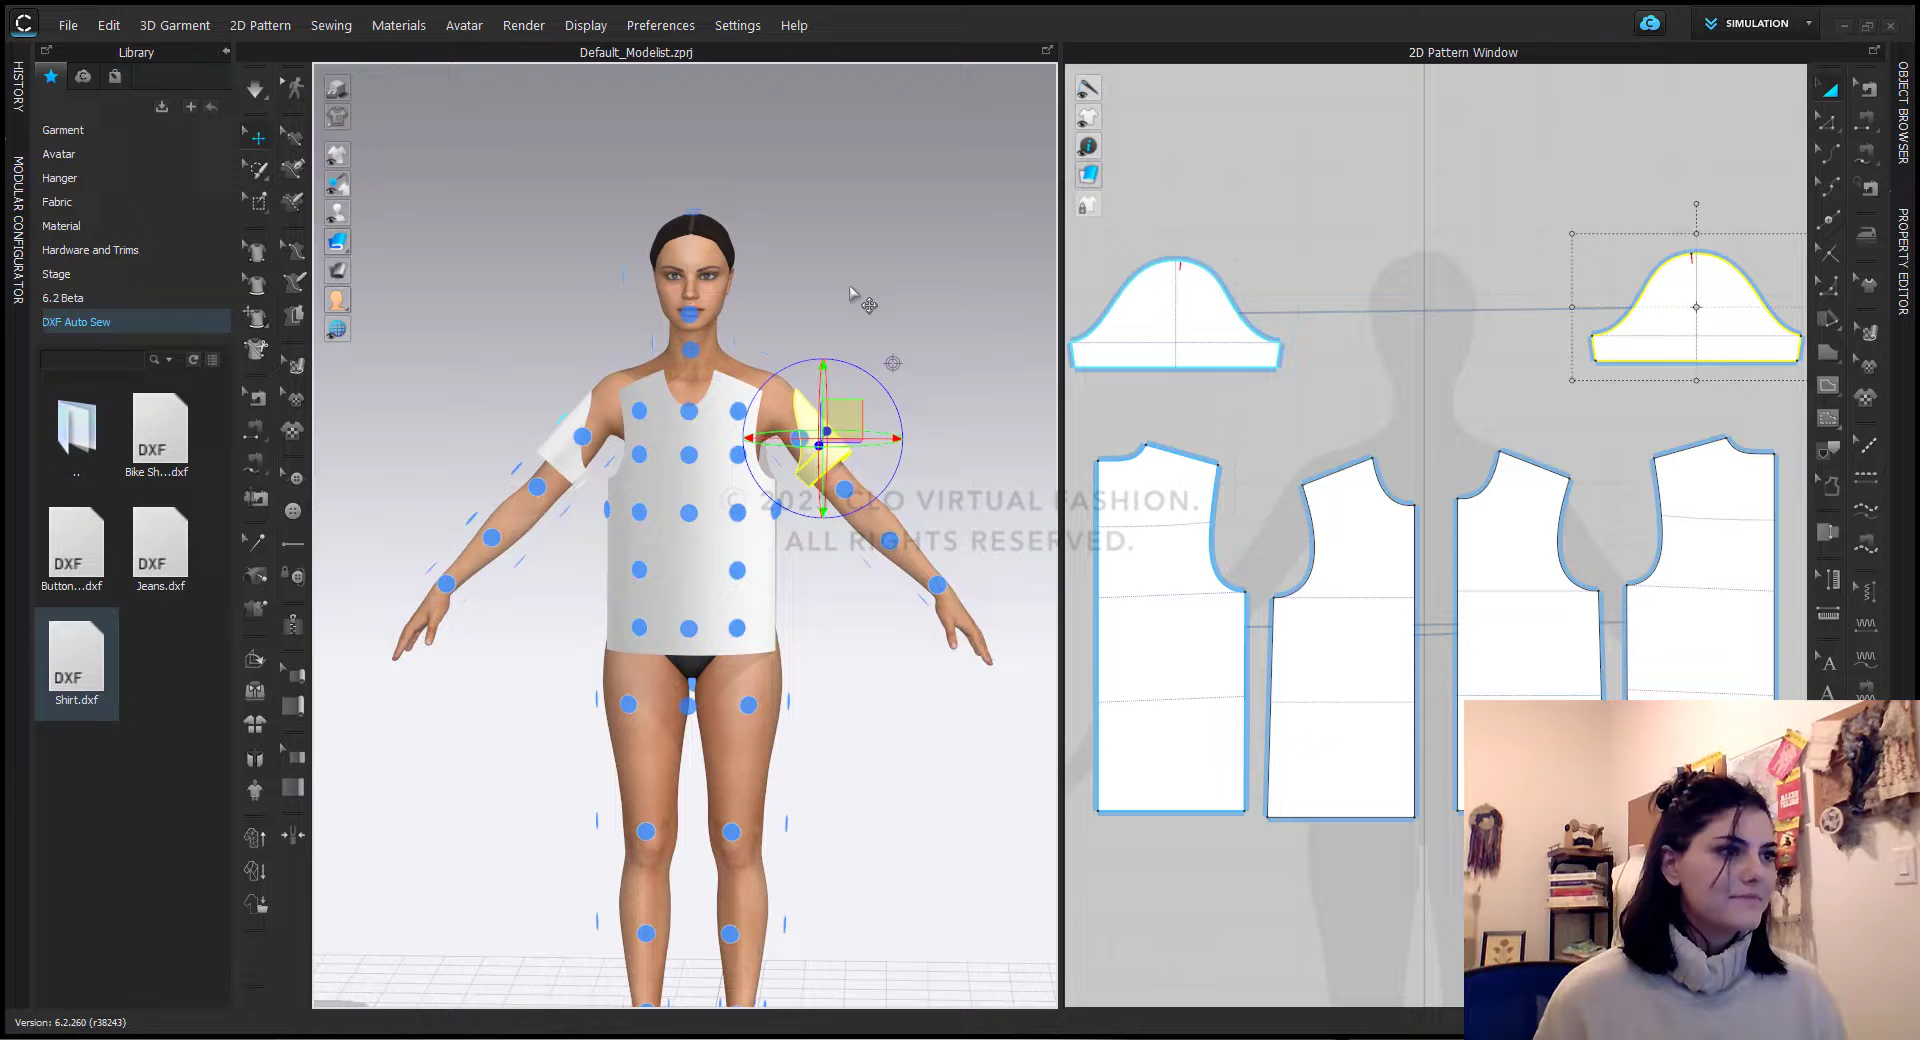 File Edit 3D Garment 2D Pattern Sewing Materials Avatar Render Display Preferences Settings Help
SIMULATION
Library
Default_Modelist.zprj
2D Pattern Window
HISTORY
MODULAR CONFIGURATOR
OBJECT BROWSER
PROPERTY EDITOR
Garment
Avatar
Hanger
Fabric
Material
Hardware and Trims
Stage
6.2 Beta
DXF Auto Sew
..
DXF
Bike Sh...dxf
DXF
Button...dxf
DXF
Jeans.dxf
DXF
Shirt.dxf
CLO VIRTUAL FASHION.
ALL RIGHTS RESERVED.
Version: 6.2.260 (r38243)